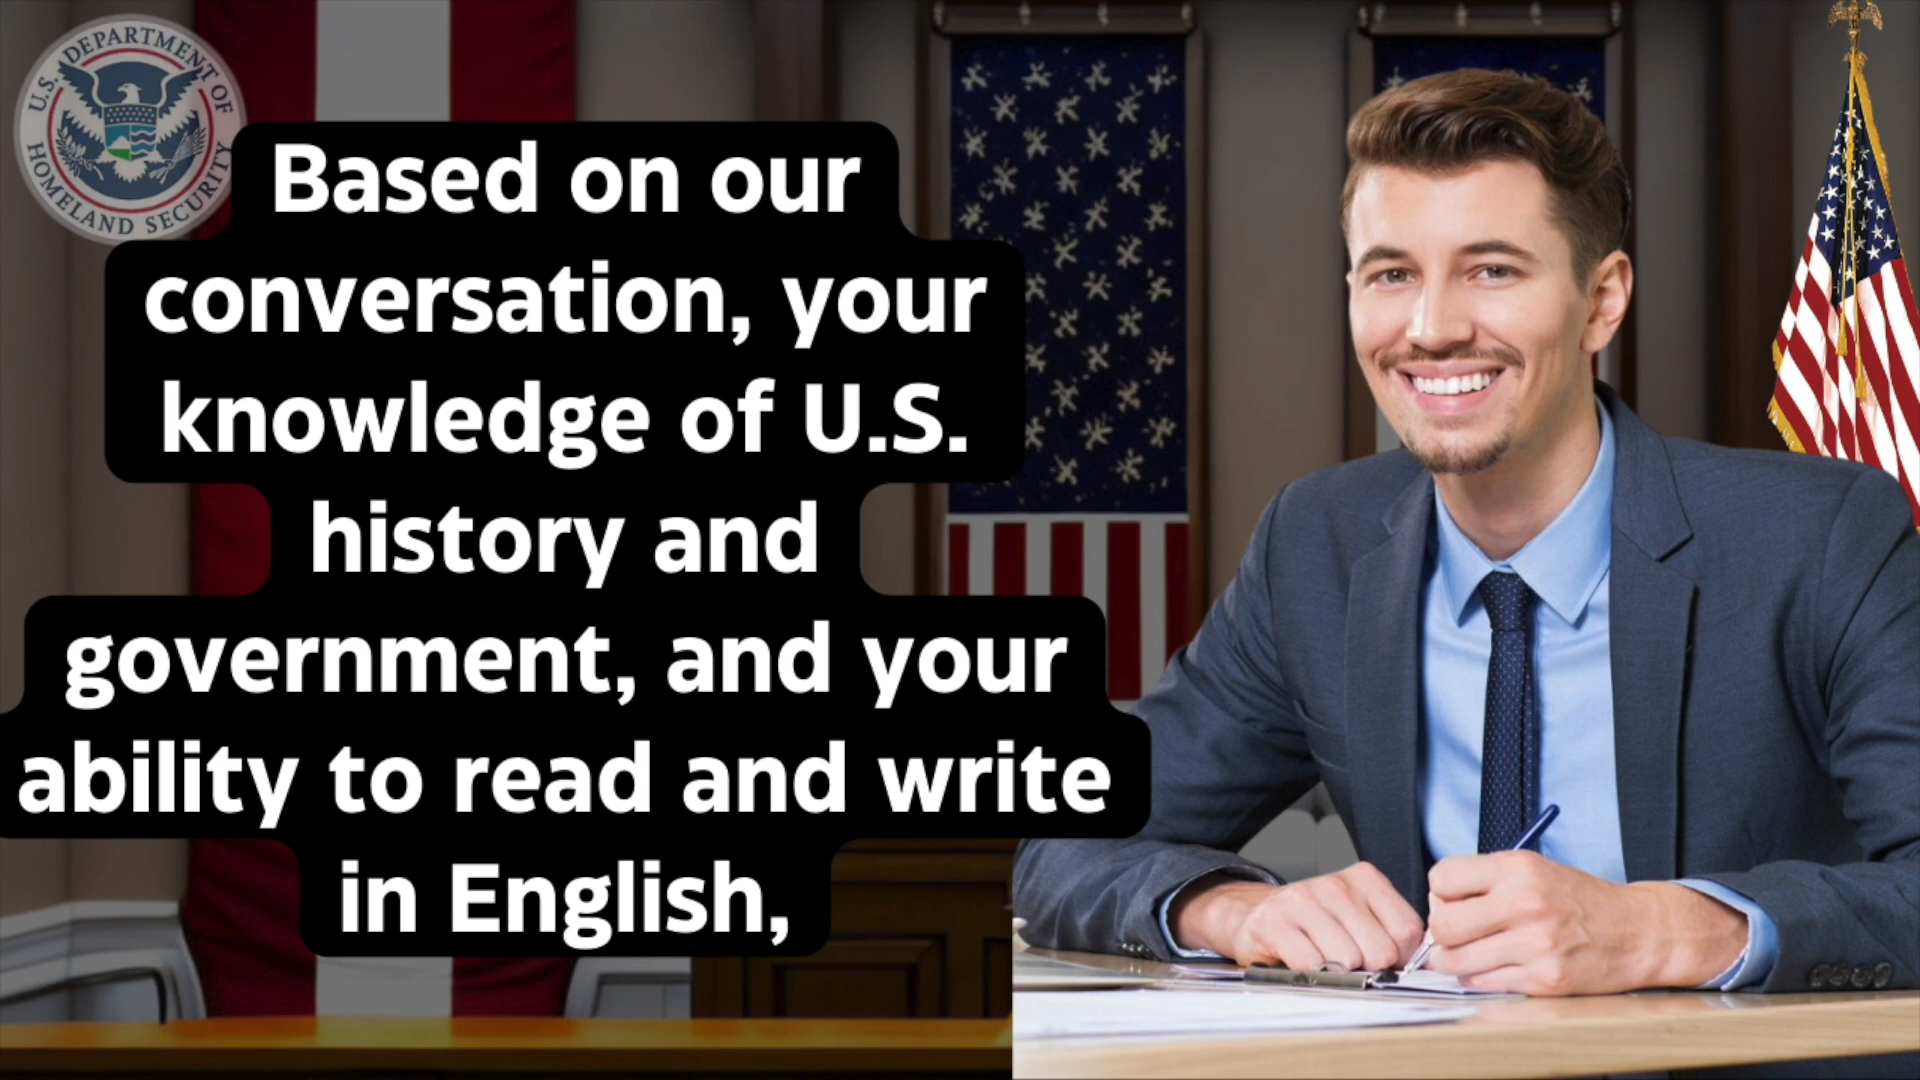 U.S. DEPARTMENT OF
HOMELAND SECURITY
Based on our
conversation, your
knowledge of U.S.
history and
government, and your
ability to read and write
in English,